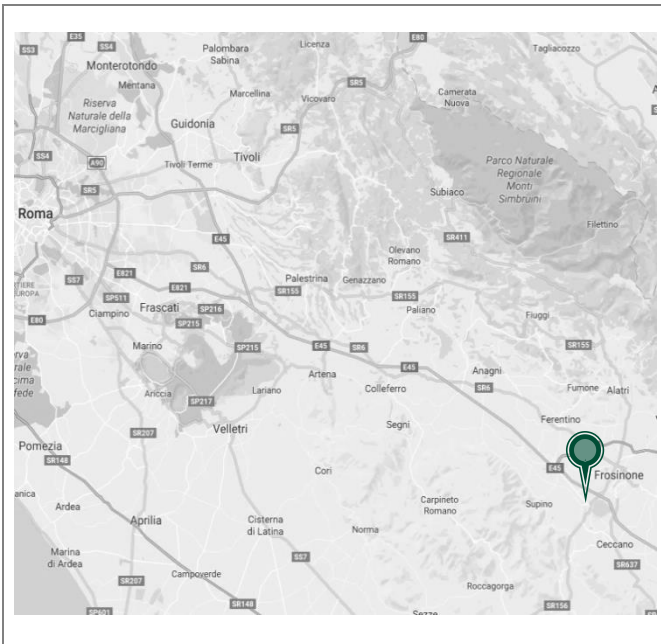 E35
SS3
E80
Licenza
Palombara
Sabina
Tagliacozzo
Monterotondo
Mentana
SR5
Marcellina
Vicovaro
Camerata
Nuova
Riserva
Naturale della
Marcigliana
Guidonia
SR5
SS4
A90
Tivoli Terme
Tivoli
Parco Naturale
Regionale
Monti
Simbruini
SR5
Subiaco
Roma
Filettino
E45
SR411
Olevano
Romano
SS7
E821
SR6
E821
Palestrina
Genazzano
SR155
SR155
SP511
Frascati
SP216
Paliano
Fiuggi
E80
Ciampino
SP215
Marino
SP215
E45
SR6
SR155
E45
Anagni
Artena
Colleferro
SR6
Fumone
Alatri
Ariccia
SP217
Lariano
Segni
Ferentino
Velletri
SR207
Pomezia
SR148
E45
Frosinone
Cori
Carpineto
Romano
Supino
Ardea
Aprilia
Cisterna
di Latina
Norma
Ceccano
Marina
di Ardea
SS7
SR637
SR207
Campoverde
Roccagorga
SR148
SR156
SP601
Sezze